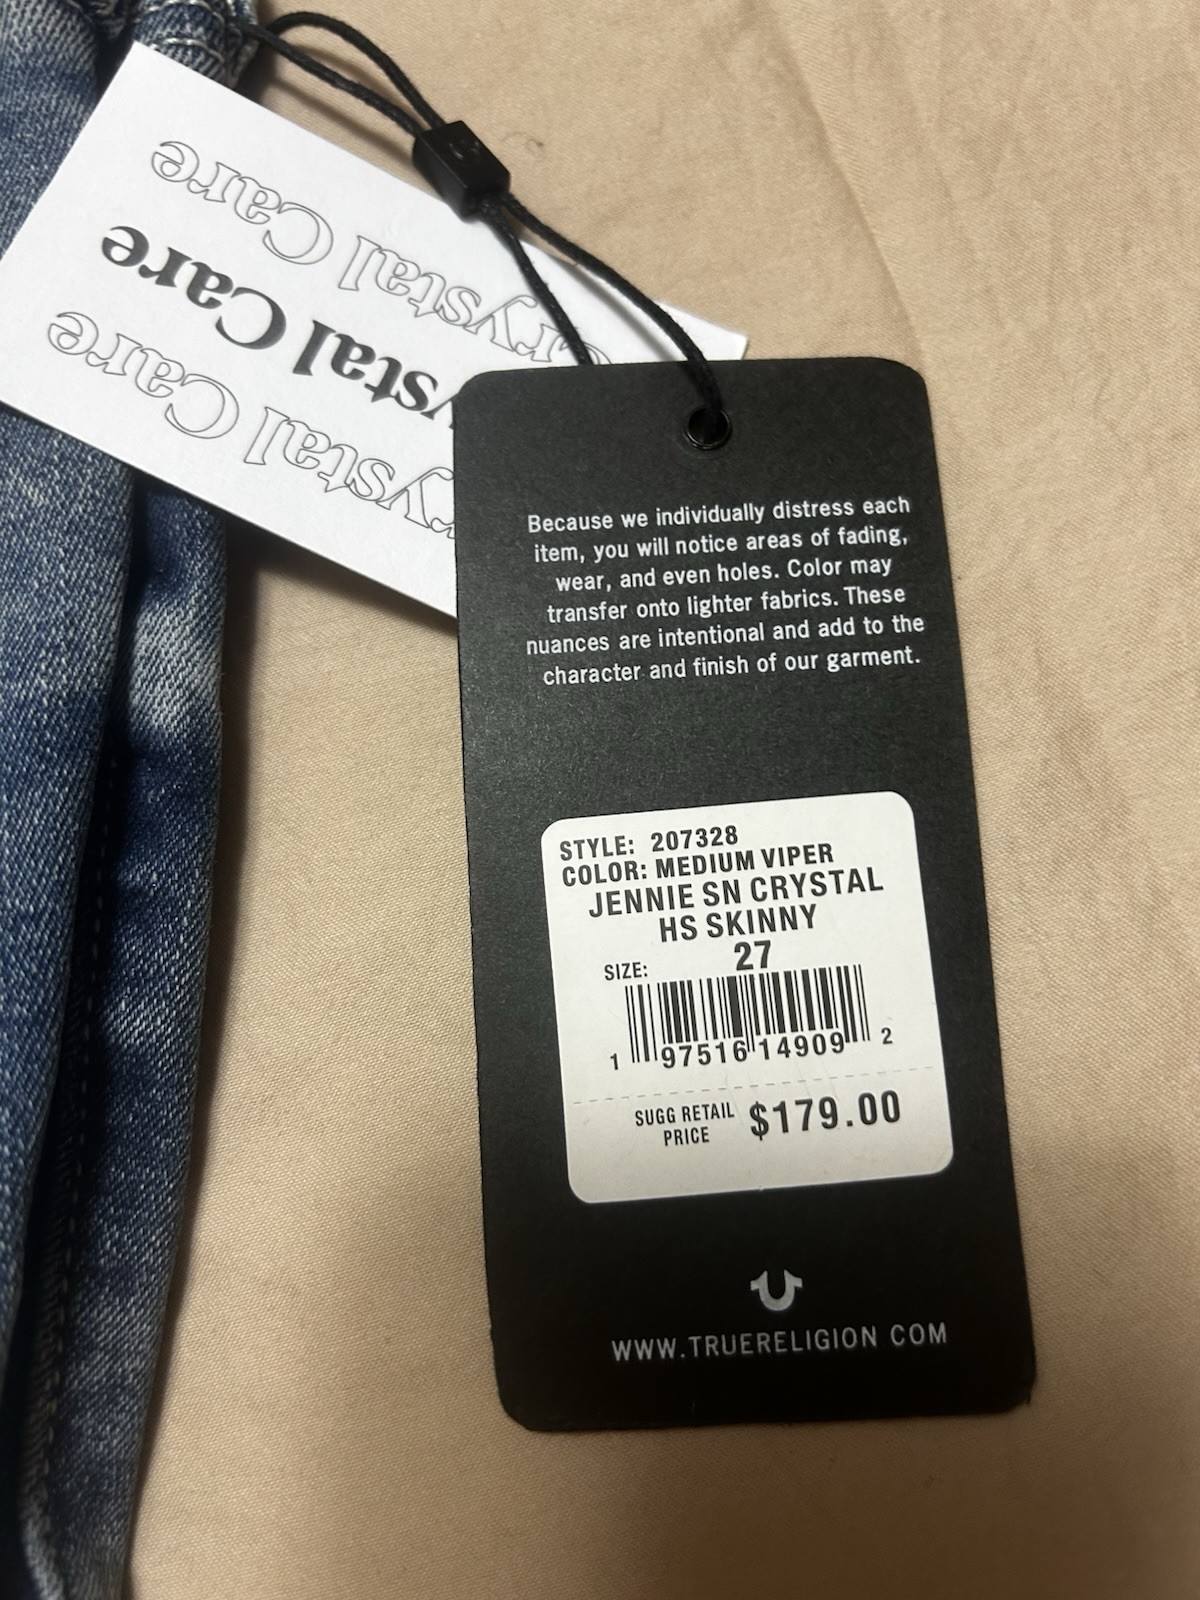 Crystal Care
stal Care
rystal Care
Because we individually distress each
item, you will notice areas of fading,
wear, and even holes. Color may
transfer onto lighter fabrics. These
nuances are intentional and add to the
character and finish of our garment.
STYLE: 207328
COLOR: MEDIUM VIPER
JENNIE SN CRYSTAL
HS SKINNY
SIZE: 27
1 97516 14909 2
SUGG RETAIL
PRICE $179.00
WWW.TRUERELIGION COM